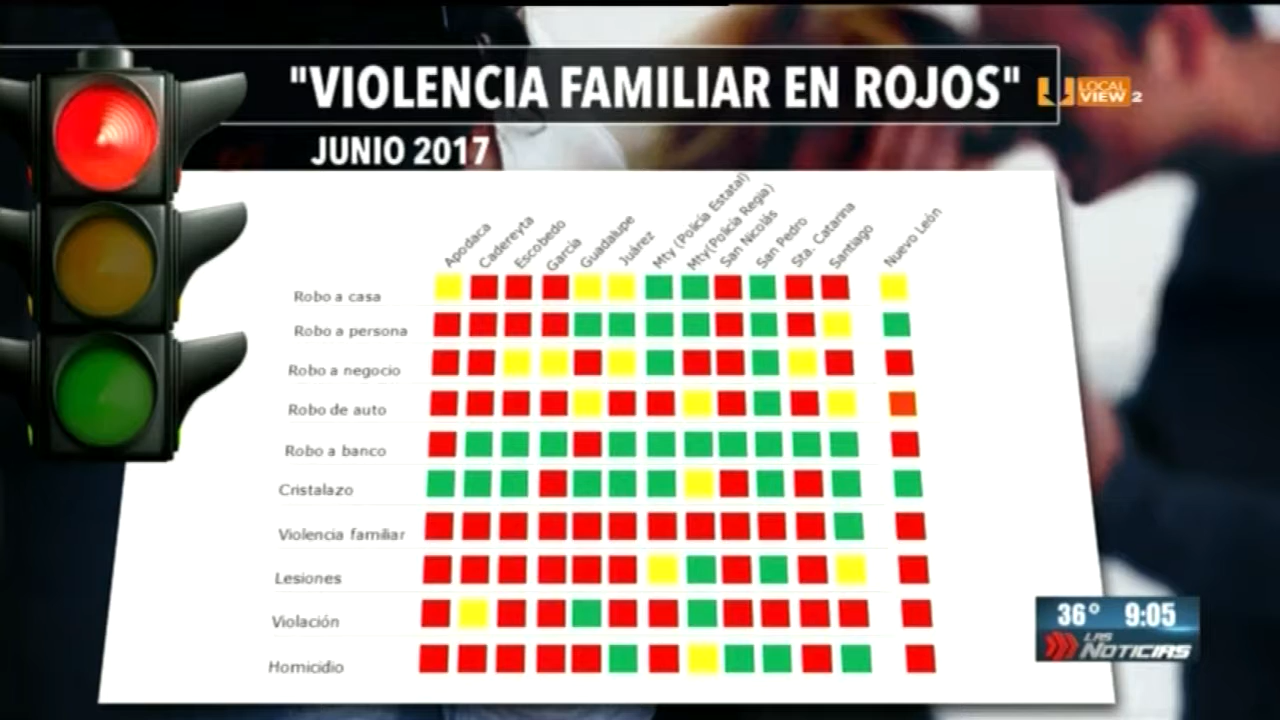 "VIOLENCIA FAMILIAR EN ROJOS"
LOCAL
VIEW 2
JUNIO 2017
Apodaca
Cadereyta
Escobedo
García
Guadalupe
Juárez
Mty (Policía Estatal)
Mty(Policía Regia)
San Nicolás
San Pedro
Sta. Catarina
Santiago
Nuevo León
Robo a casa
Robo a persona
Robo a negocio
Robo de auto
Robo a banco
Cristalazo
Violencia familiar
Lesiones
Violación
Homicidio
36° 9:05
LAS
NOTICIAS